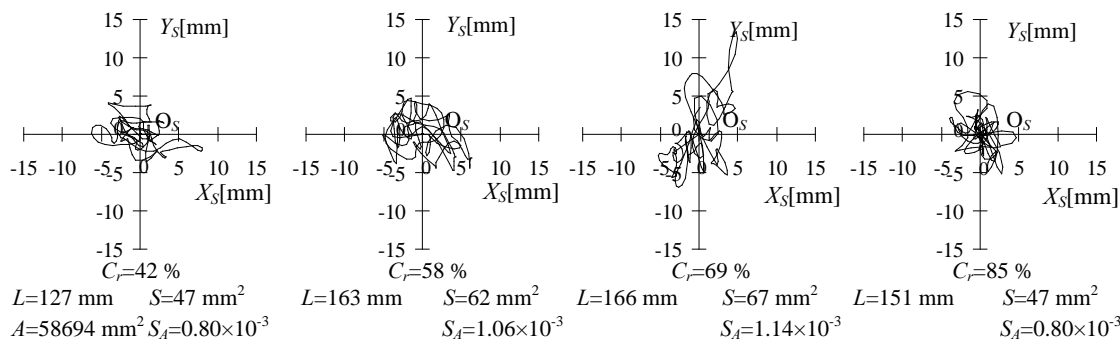 15 Y_S[mm] 15 Y_S[mm] 15 Y_S[mm] 15 Y_S[mm]
10 10 10 10
5 5 5 5
O_S O_S O_S O_S
0 0 0 0
-15 -10 -5 0 5 10 15 -15 -10 -5 0 5 10 15 -15 -10 -5 0 5 10 15 -15 -10 -5 0 5 10 15
-5 -5 -5 -5
X_S[mm] X_S[mm] X_S[mm] X_S[mm]
-10 -10 -10 -10
-15 -15 -15 -15
C_r=42 % C_r=58 % C_r=69 % C_r=85 %
L=127 mm S=47 mm² L=163 mm S=62 mm² L=166 mm S=67 mm² L=151 mm S=47 mm²
A=58694 mm² S_A=0.80×10⁻³ S_A=1.06×10⁻³ S_A=1.14×10⁻³ S_A=0.80×10⁻³